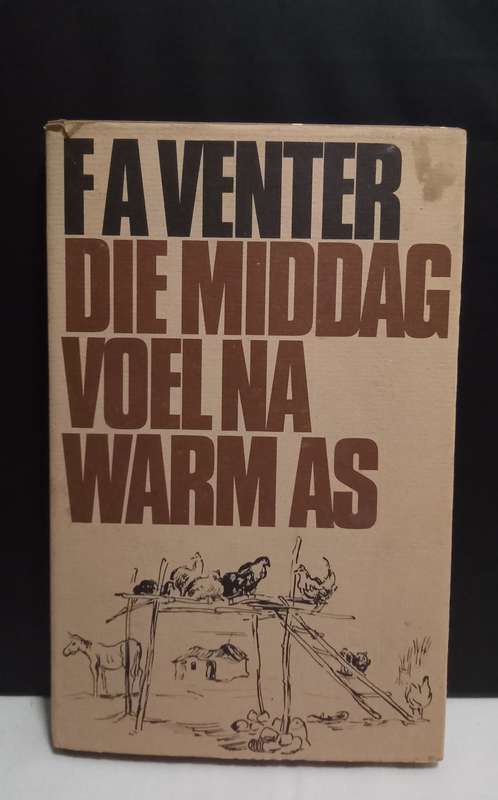 F A VENTER
DIE MIDDAG
VOEL NA
WARM AS